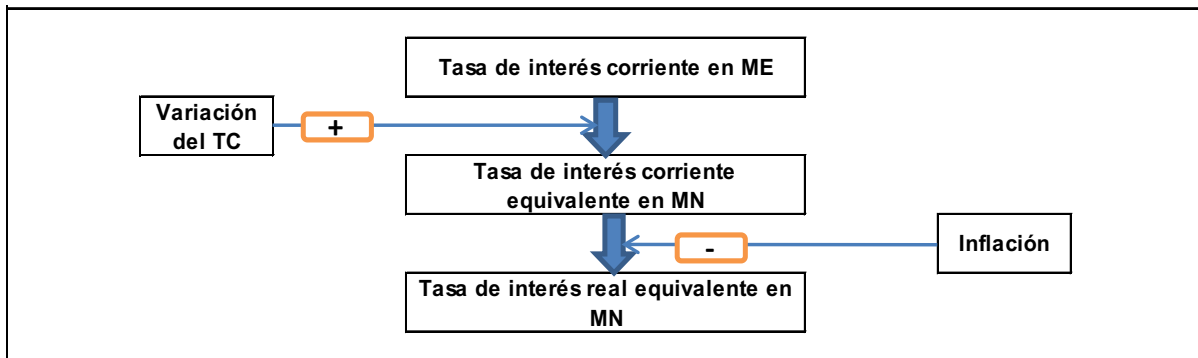 Tasa de interés corriente en ME
Variación
del TC
+
Tasa de interés corriente
equivalente en MN
-
Inflación
Tasa de interés real equivalente en
MN